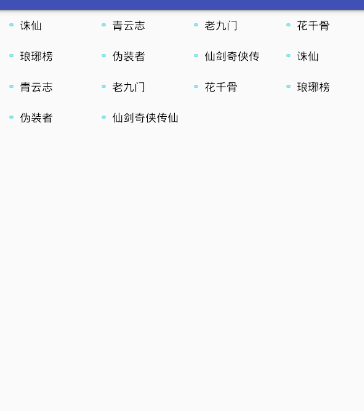 诛仙 青云志 老九门 花千骨
琅琊榜 伪装者 仙剑奇侠传 诛仙
青云志 老九门 花千骨 琅琊榜
伪装者 仙剑奇侠传仙